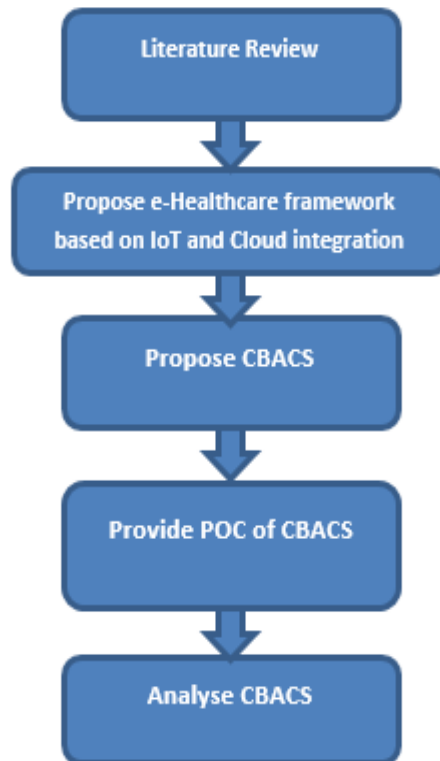 Literature Review
Propose e-Healthcare framework
based on IoT and Cloud integration
Propose CBACS
Provide POC of CBACS
Analyse CBACS